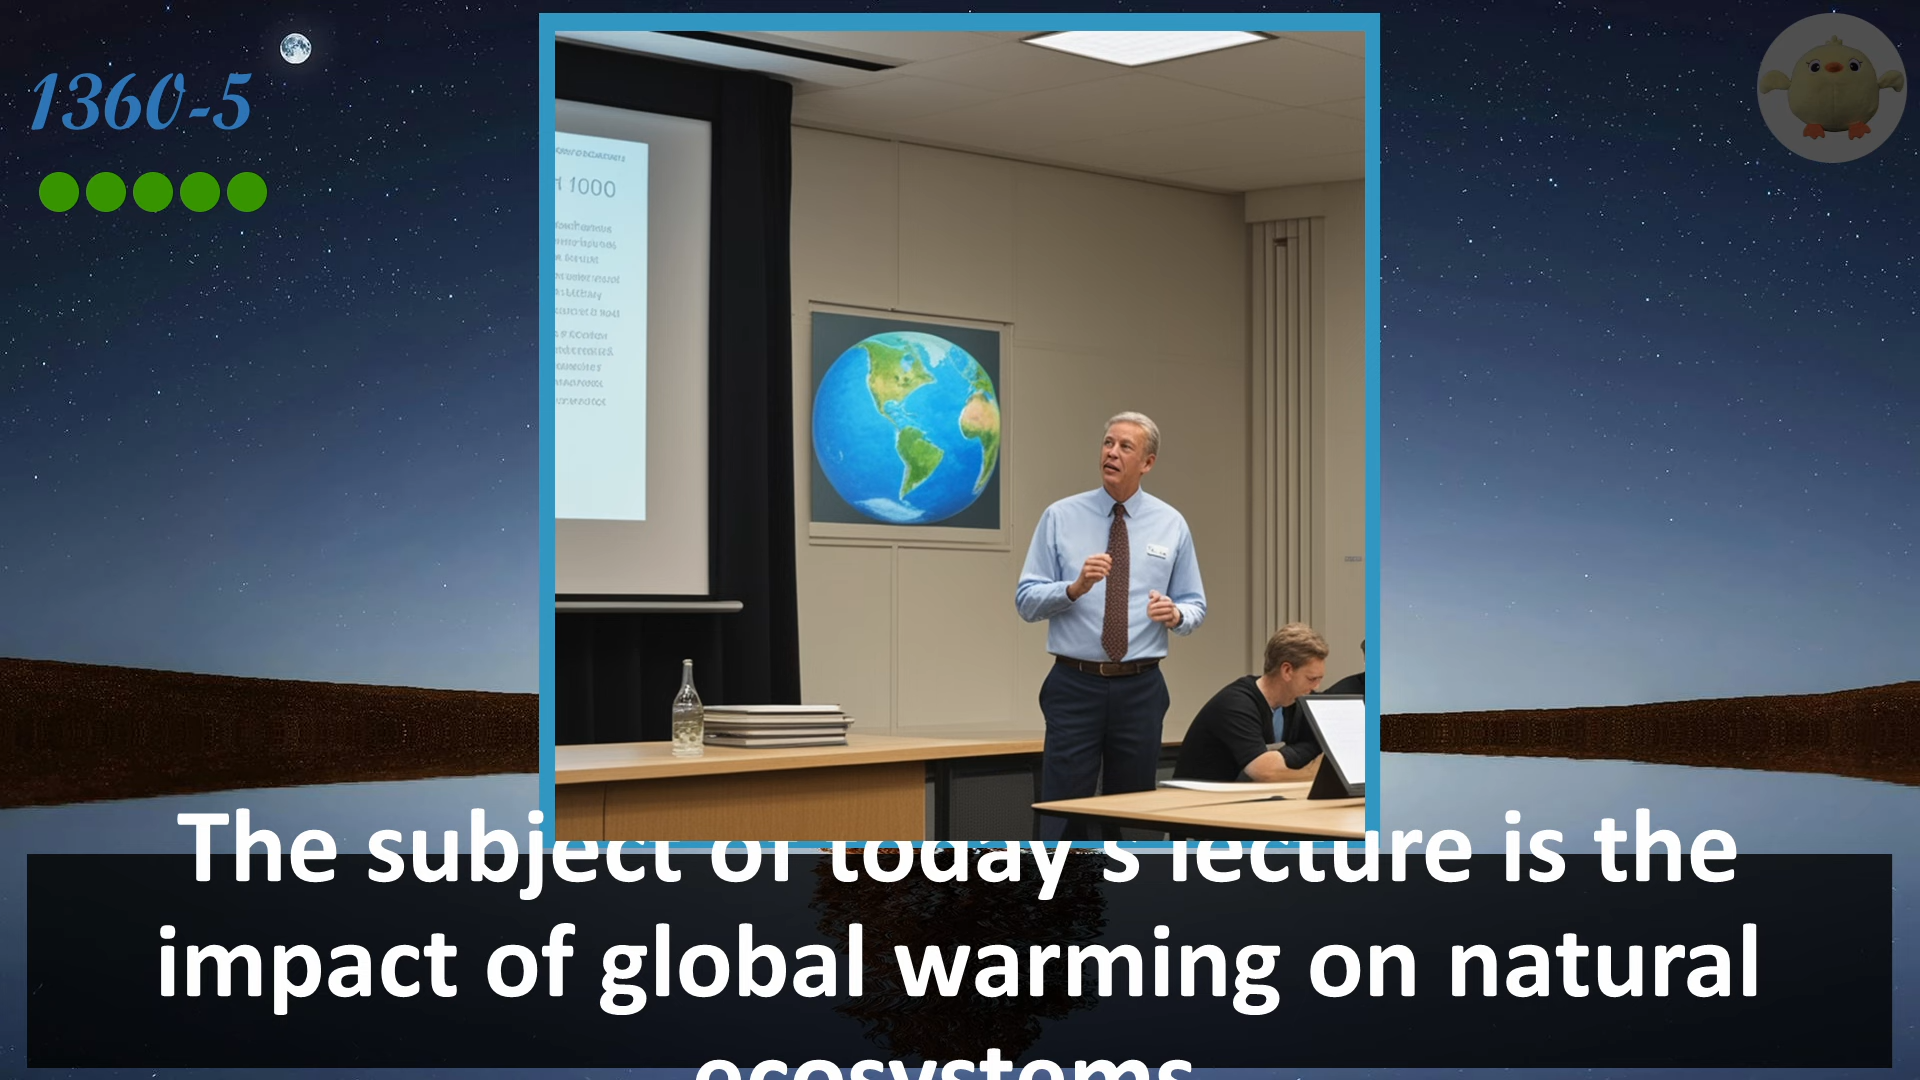 1360-5
1000
The subject of today's lecture is the
impact of global warming on natural
ecosystems